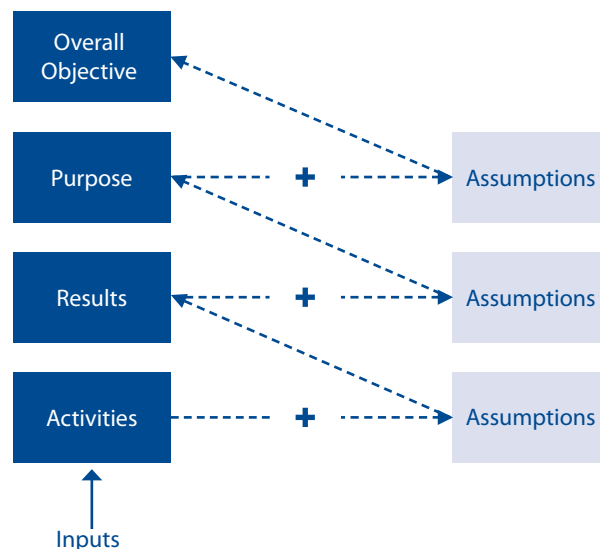 Overall
Objective
Purpose
+
Assumptions
Results
+
Assumptions
Activities
+
Assumptions
Inputs